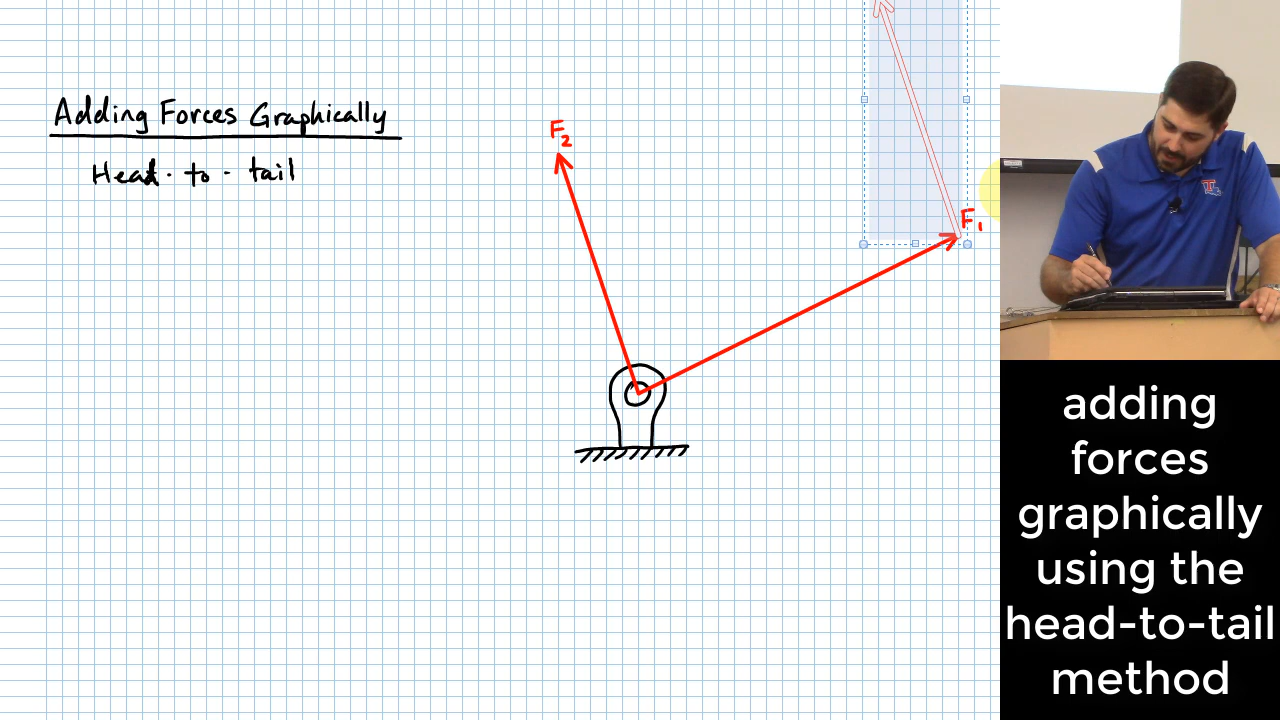 Adding Forces Graphically
Head-to-tail
F2
F1
adding
forces
graphically
using the
head-to-tail
method